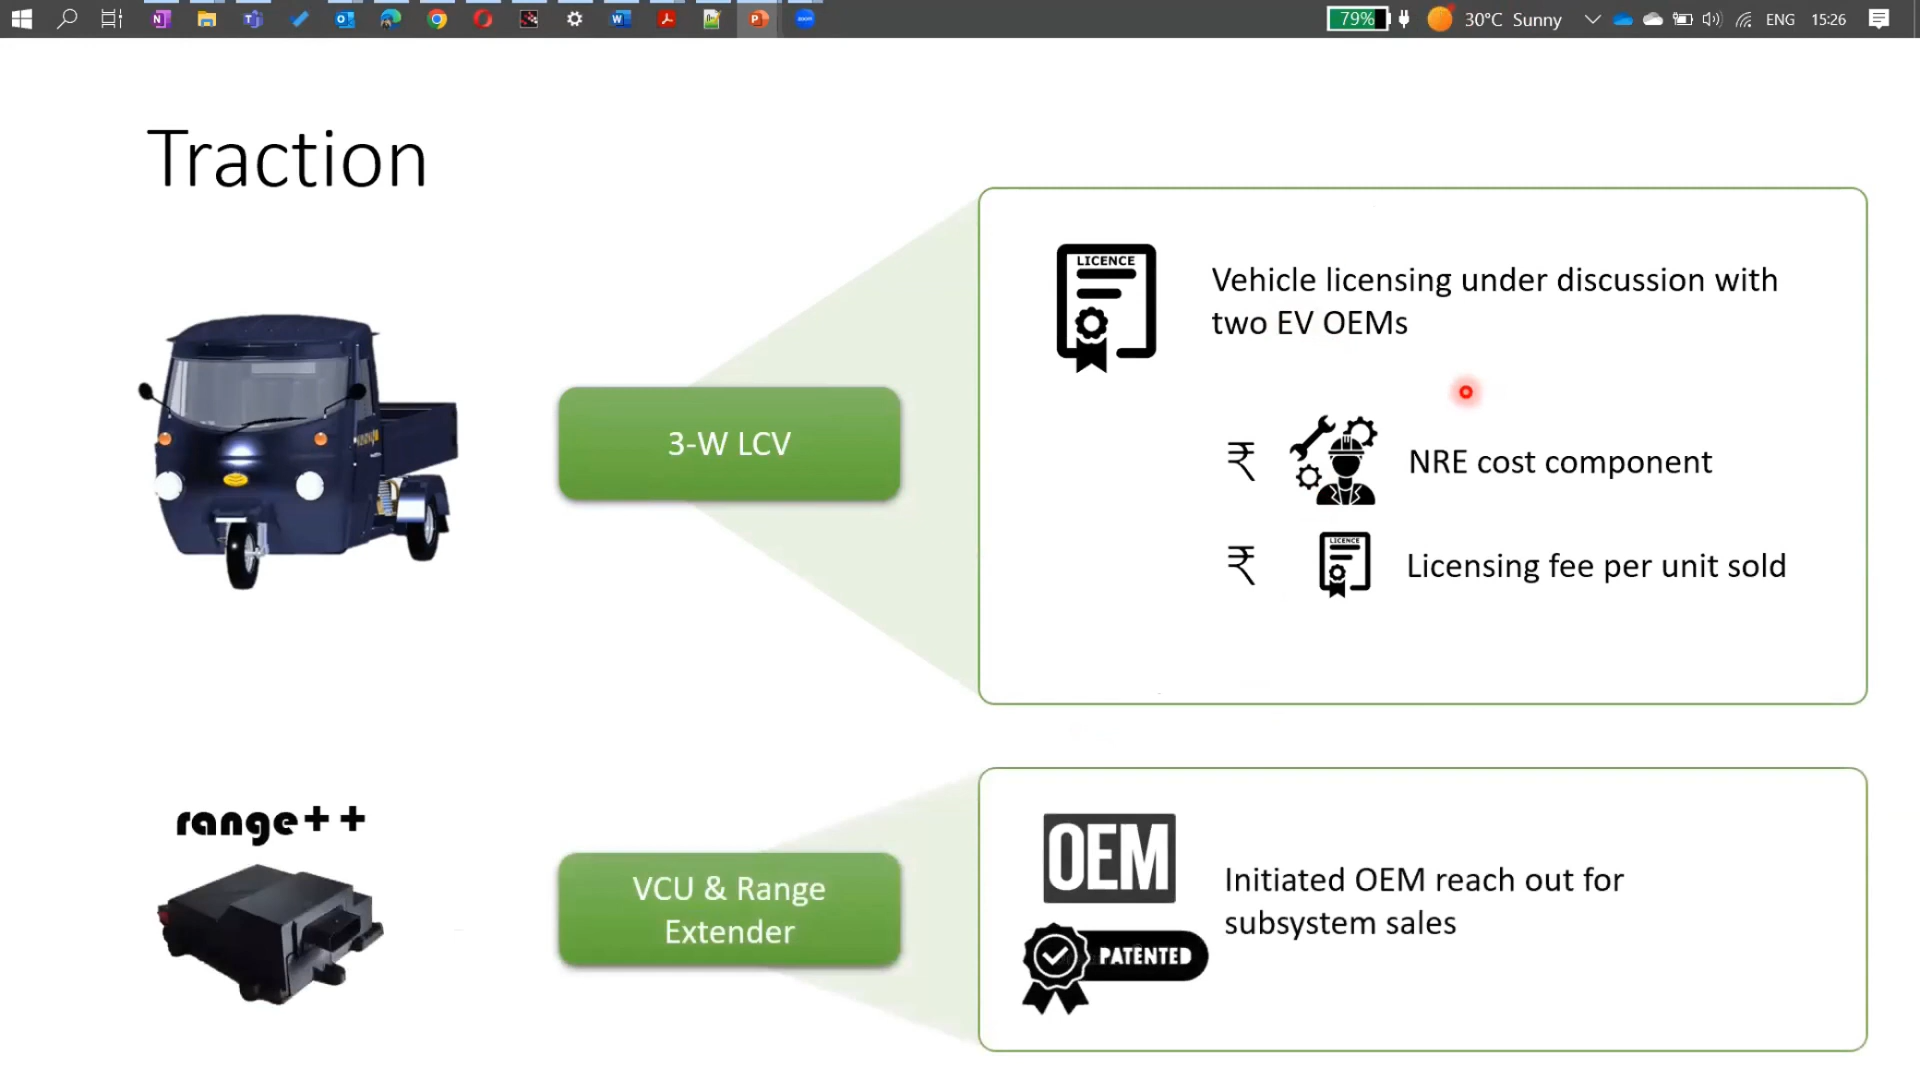 79%
30°C Sunny
ENG
15:26
Traction
LICENCE
Vehicle licensing under discussion with
two EV OEMs
3-W LCV
₹
NRE cost component
₹
LICENCE
Licensing fee per unit sold
range++
VCU & Range
Extender
OEM
Initiated OEM reach out for
subsystem sales
PATENTED